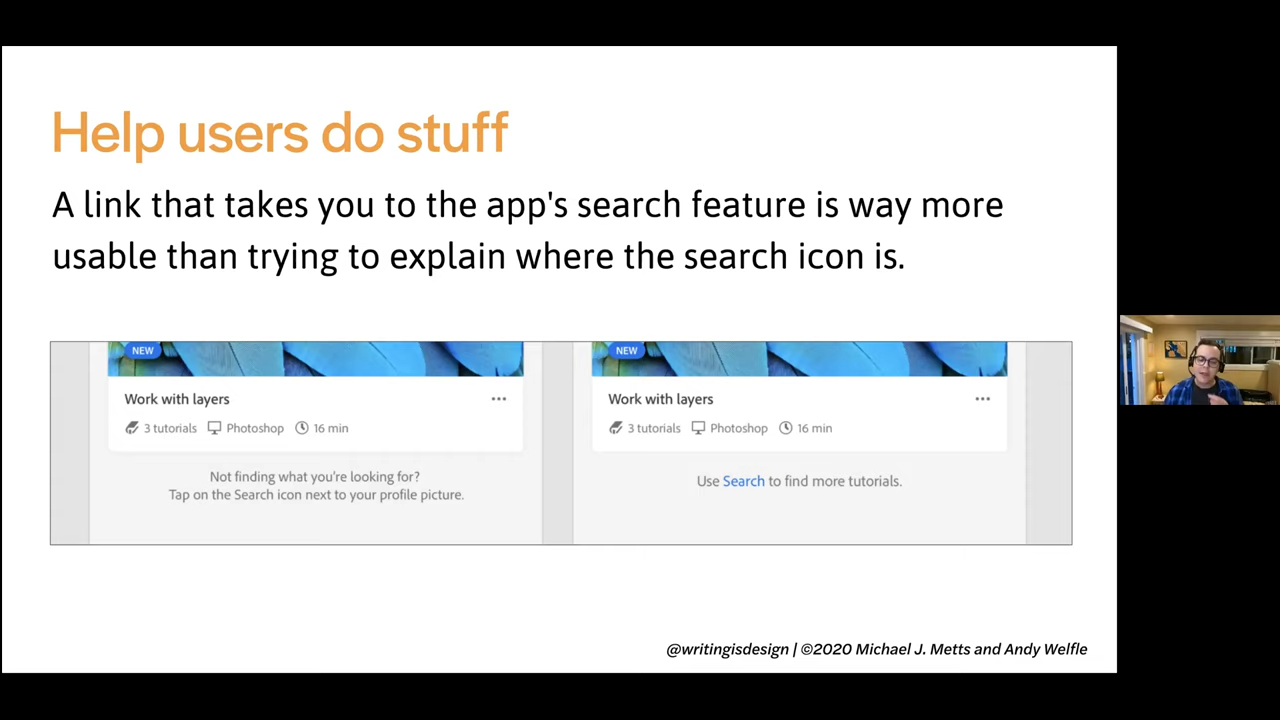 Help users do stuff
A link that takes you to the app's search feature is way more
usable than trying to explain where the search icon is.
NEW
Work with layers
3 tutorials Photoshop 16 min
Not finding what you're looking for?
Tap on the Search icon next to your profile picture.
NEW
Work with layers
3 tutorials Photoshop 16 min
Use Search to find more tutorials.
@writingisdesign | ©2020 Michael J. Metts and Andy Welfle